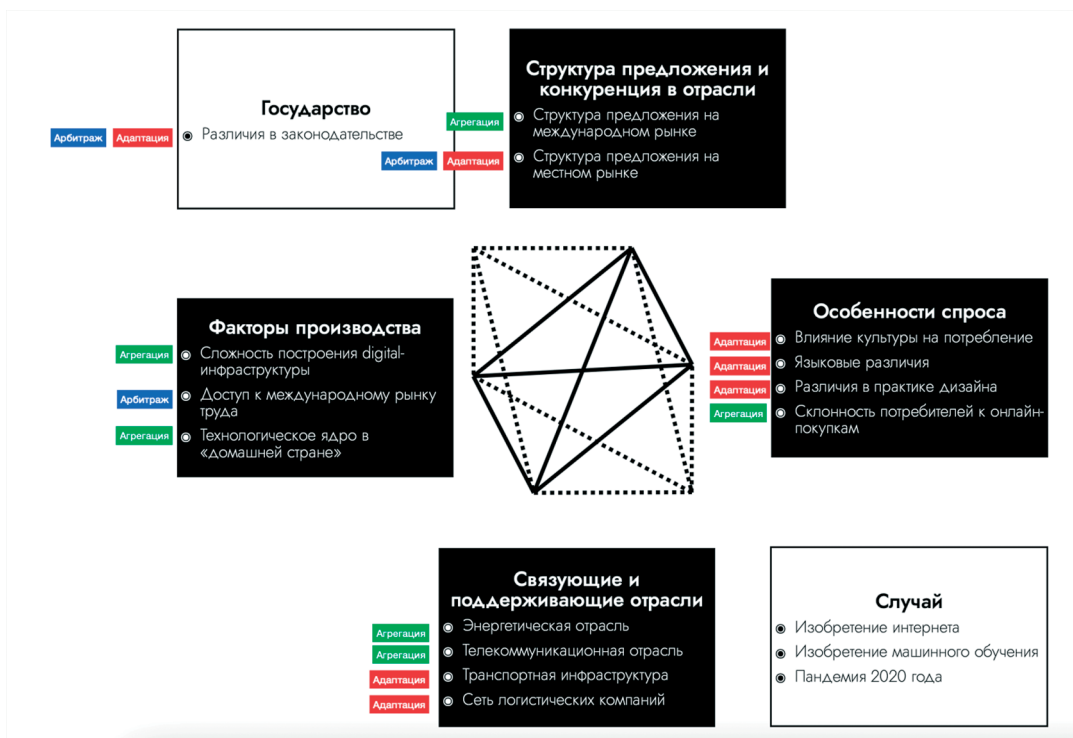 Государство
Арбитраж Адаптация Различия в законодательстве
Структура предложения и
конкуренция в отрасли
Агрегация Структура предложения на
международном рынке
Арбитраж Адаптация Структура предложения на
местном рынке
Факторы производства
Агрегация Сложность построения digital-
инфраструктуры
Арбитраж Доступ к международному рынку
труда
Агрегация Технологическое ядро в
«домашней стране»
Особенности спроса
Адаптация Влияние культуры на потребление
Адаптация Языковые различия
Адаптация Различия в практике дизайна
Агрегация Склонность потребителей к онлайн-
покупкам
Связующие и
поддерживающие отрасли
Агрегация Энергетическая отрасль
Агрегация Телекоммуникационная отрасль
Адаптация Транспортная инфраструктура
Адаптация Сеть логистических компаний
Случай
Изобретение интернета
Изобретение машинного обучения
Пандемия 2020 года